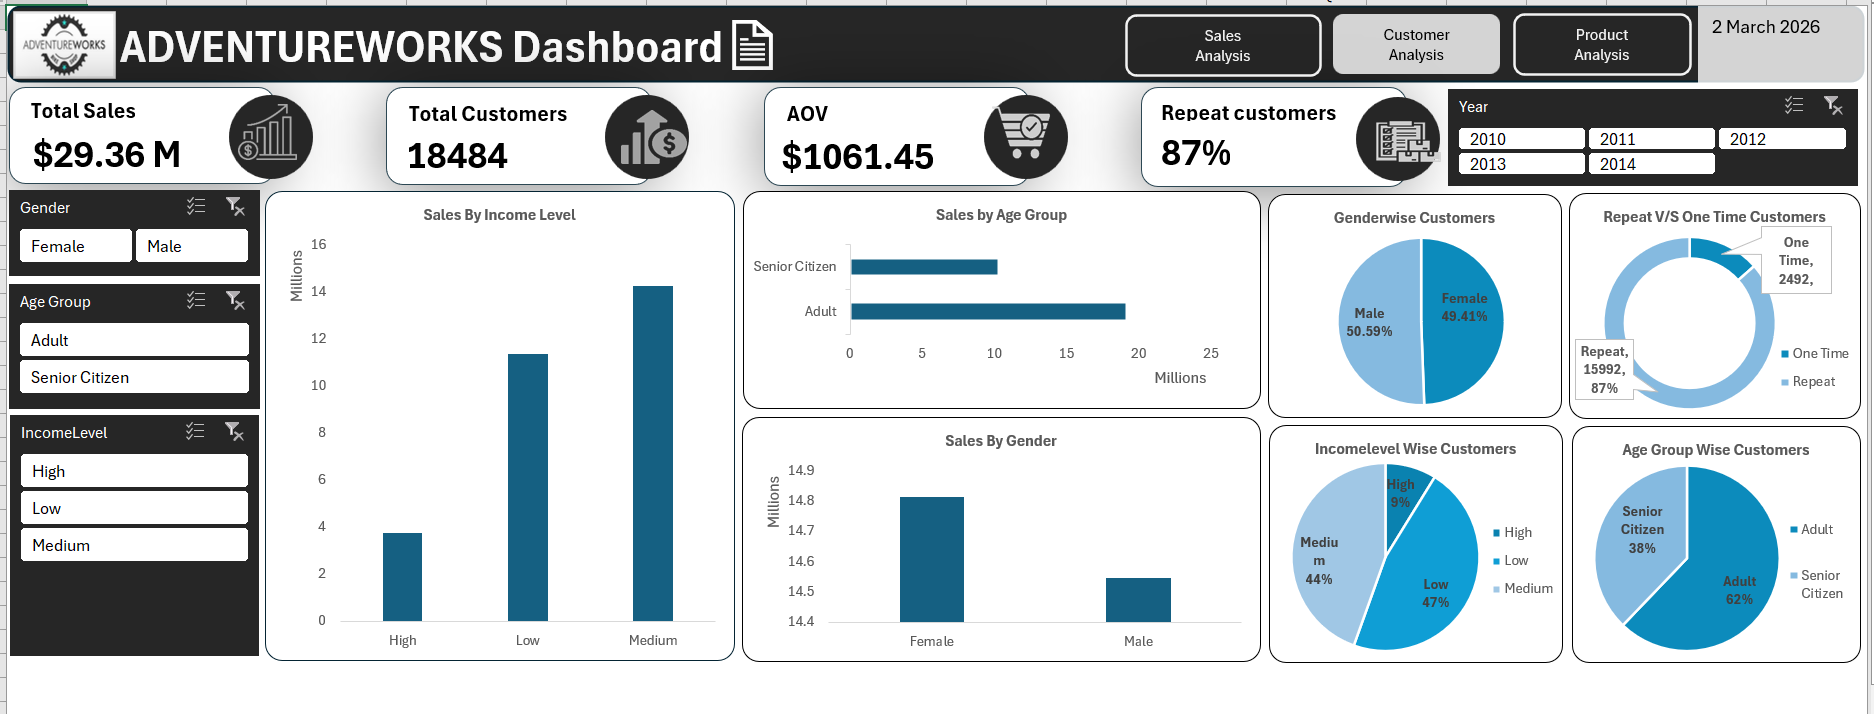 ADVENTUREWORKS
ADVENTUREWORKS Dashboard
Sales
Analysis
Customer
Analysis
Product
Analysis
2 March 2026
Total Sales
$29.36 M
Total Customers
18484
AOV
$1061.45
Repeat customers
87%
Year
2010
2011
2012
2013
2014
Gender
Female
Male
Age Group
Adult
Senior Citizen
IncomeLevel
High
Low
Medium
Sales By Income Level
Millions
16
14
12
10
8
6
4
2
0
High
Low
Medium
Sales by Age Group
Senior Citizen
Adult
0
5
10
15
20
25
Millions
Sales By Gender
Millions
14.9
14.8
14.7
14.6
14.5
14.4
Female
Male
Genderwise Customers
Male
50.59%
Female
49.41%
Repeat V/S One Time Customers
One
Time,
2492,
Repeat,
15992,
87%
One Time
Repeat
Incomelevel Wise Customers
High
9%
Mediu
m
44%
Low
47%
High
Low
Medium
Age Group Wise Customers
Senior
Citizen
38%
Adult
62%
Adult
Senior
Citizen